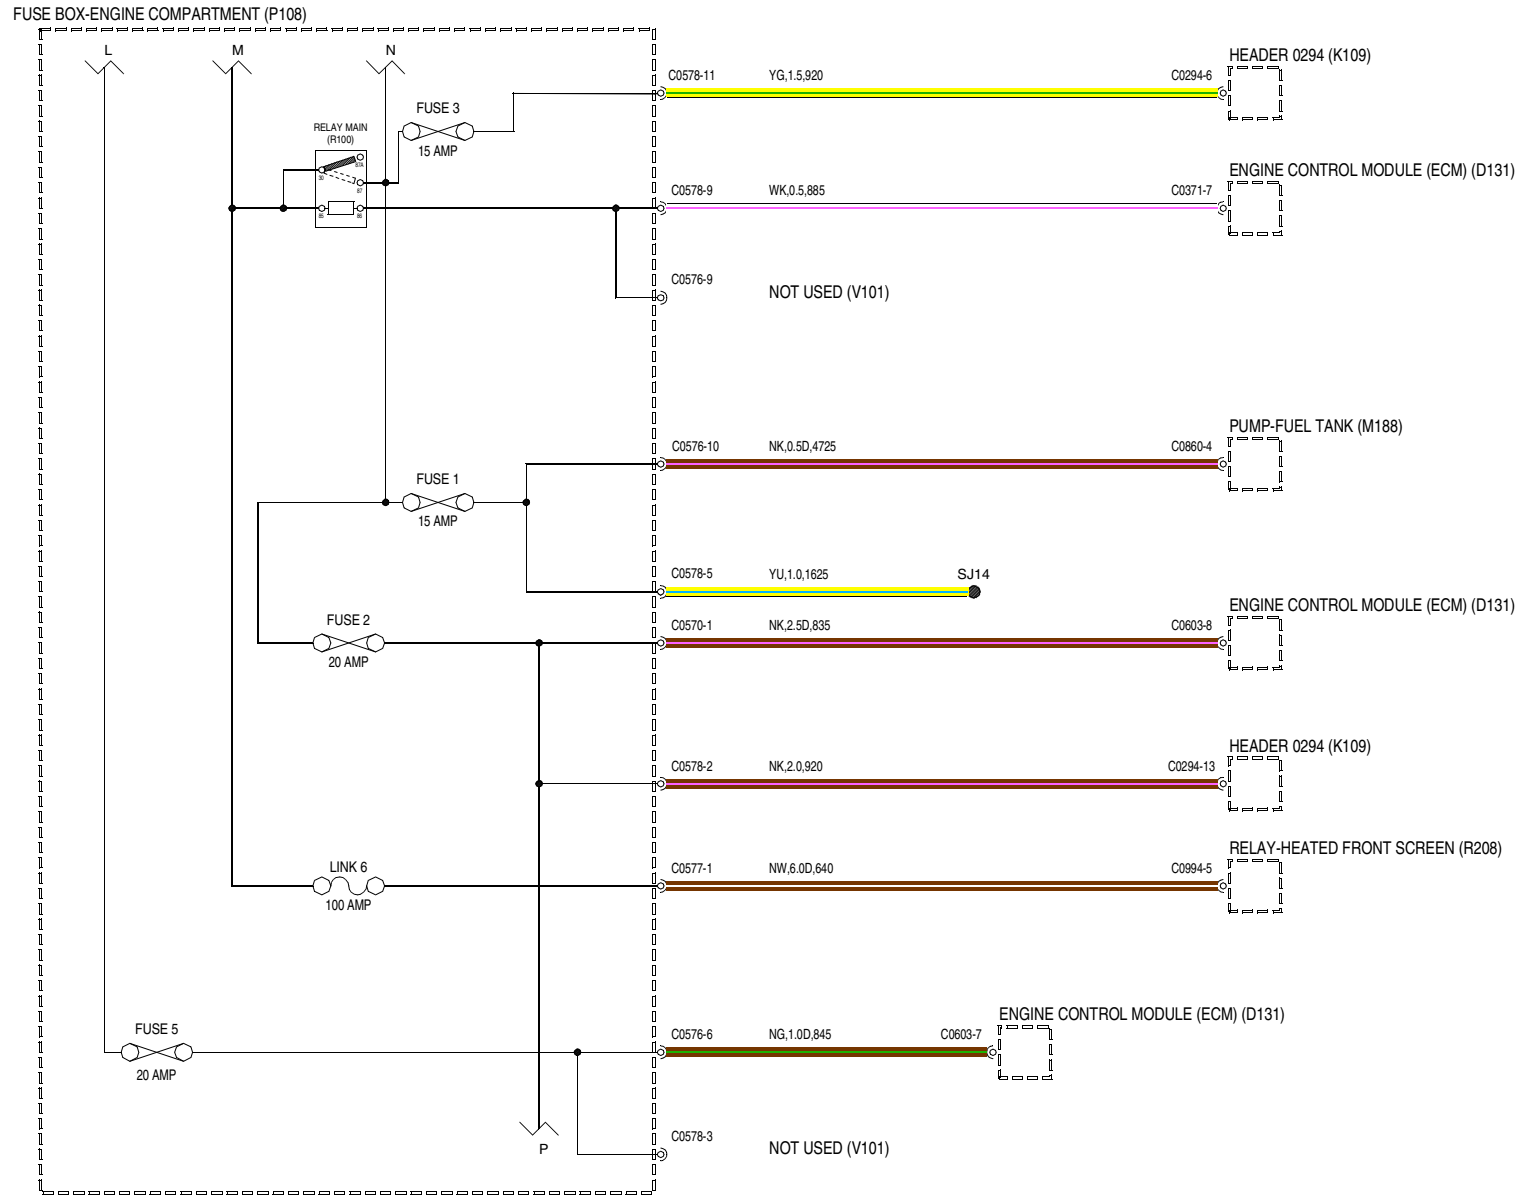 FUSE BOX-ENGINE COMPARTMENT (P108)
L
M
N
HEADER 0294 (K109)
C0578-11
YG,1.5,920
C0294-6
FUSE 3
15 AMP
RELAY MAIN
(R100)
87A
30
87
85
86
ENGINE CONTROL MODULE (ECM) (D131)
C0578-9
WK,0.5,885
C0371-7
C0576-9
NOT USED (V101)
PUMP-FUEL TANK (M188)
C0576-10
NK,0.5D,4725
C0860-4
FUSE 1
15 AMP
C0578-5
YU,1.0,1625
SJ14
ENGINE CONTROL MODULE (ECM) (D131)
FUSE 2
20 AMP
C0570-1
NK,2.5D,835
C0603-8
HEADER 0294 (K109)
C0578-2
NK,2.0,920
C0294-13
RELAY-HEATED FRONT SCREEN (R208)
LINK 6
100 AMP
C0577-1
NW,6.0D,640
C0994-5
ENGINE CONTROL MODULE (ECM) (D131)
FUSE 5
20 AMP
C0576-6
NG,1.0D,845
C0603-7
P
C0578-3
NOT USED (V101)